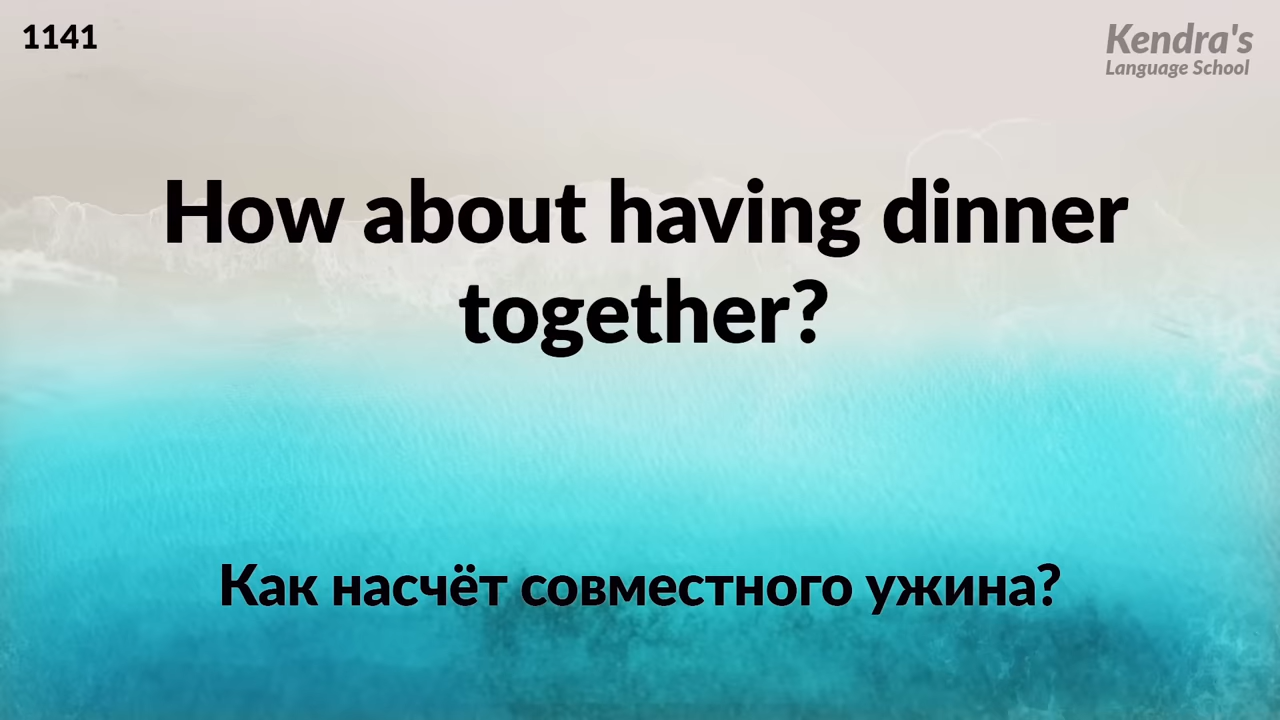 1141
Kendra's
Language School
How about having dinner
together?
Как насчёт совместного ужина?